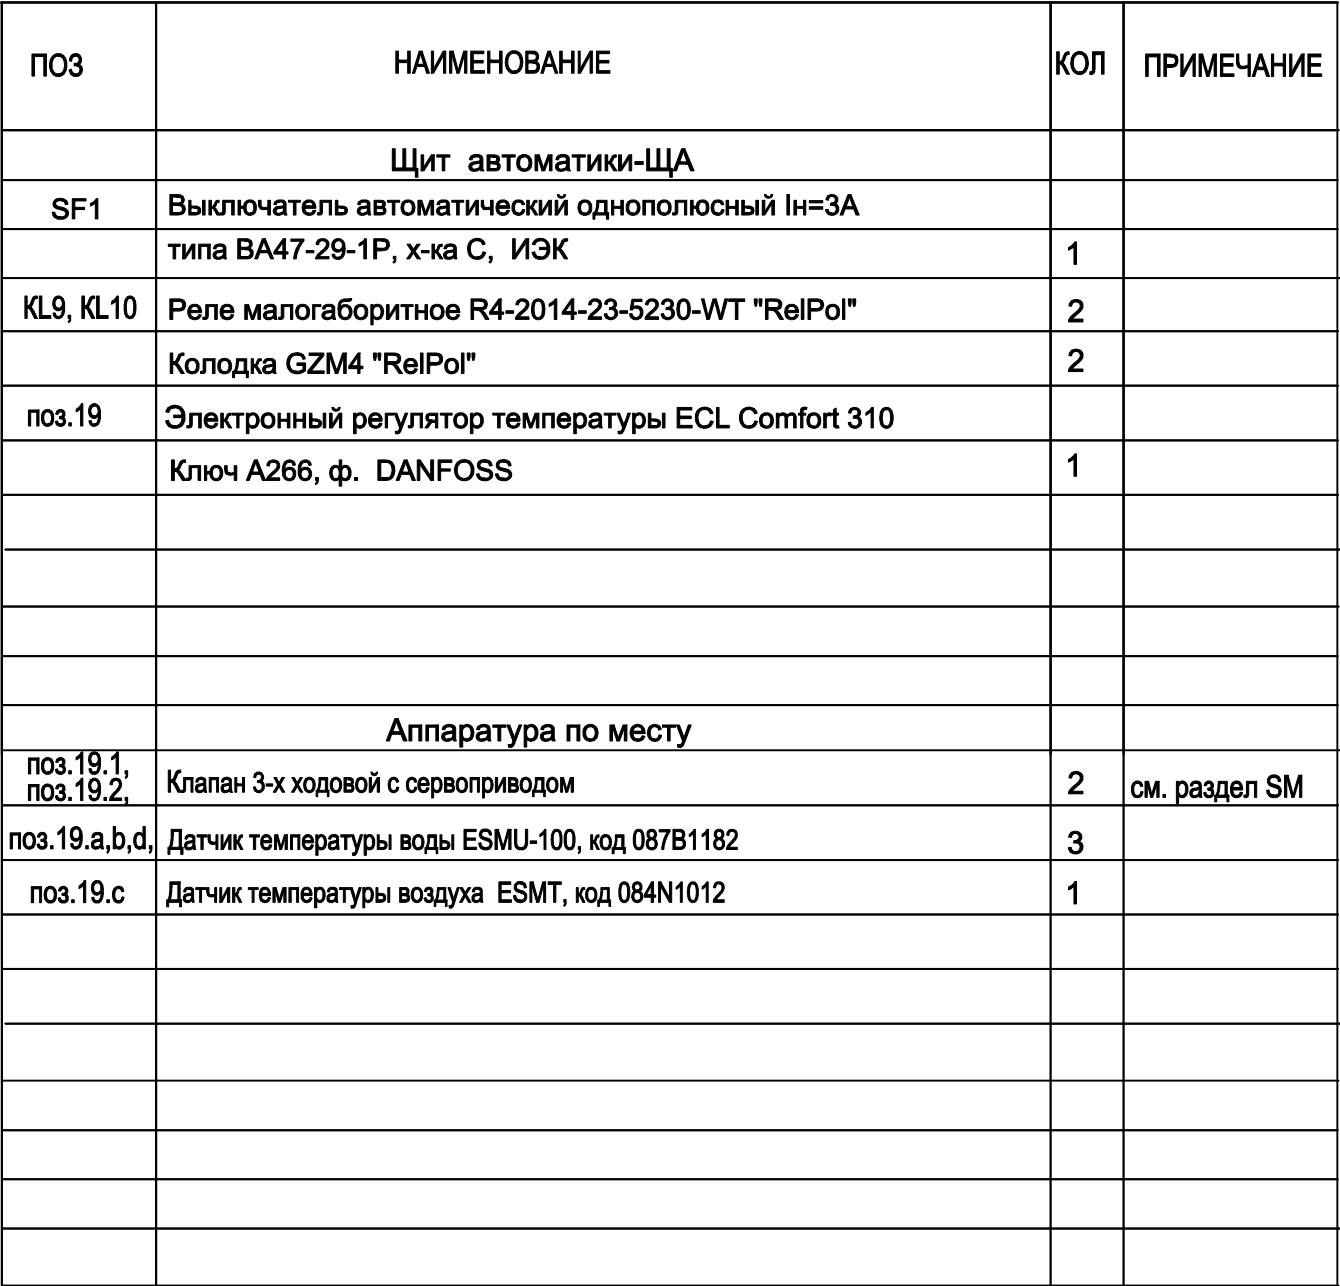 ПОЗ НАИМЕНОВАНИЕ КОЛ ПРИМЕЧАНИЕ
Щит автоматики-ЩА
SF1 Выключатель автоматический однополюсный Iн=3А
типа ВА47-29-1Р, х-ка С, ИЭК 1
KL9, KL10 Реле малогаборитное R4-2014-23-5230-WT "RelPol" 2
Колодка GZM4 "RelPol" 2
поз.19 Электронный регулятор температуры ECL Comfort 310
Ключ А266, ф. DANFOSS 1
Аппаратура по месту
поз.19.1,
поз.19.2, Клапан 3-х ходовой с сервоприводом 2 см. раздел SM
поз.19.a,b,d, Датчик температуры воды ESMU-100, код 087B1182 3
поз.19.c Датчик температуры воздуха ESMT, код 084N1012 1